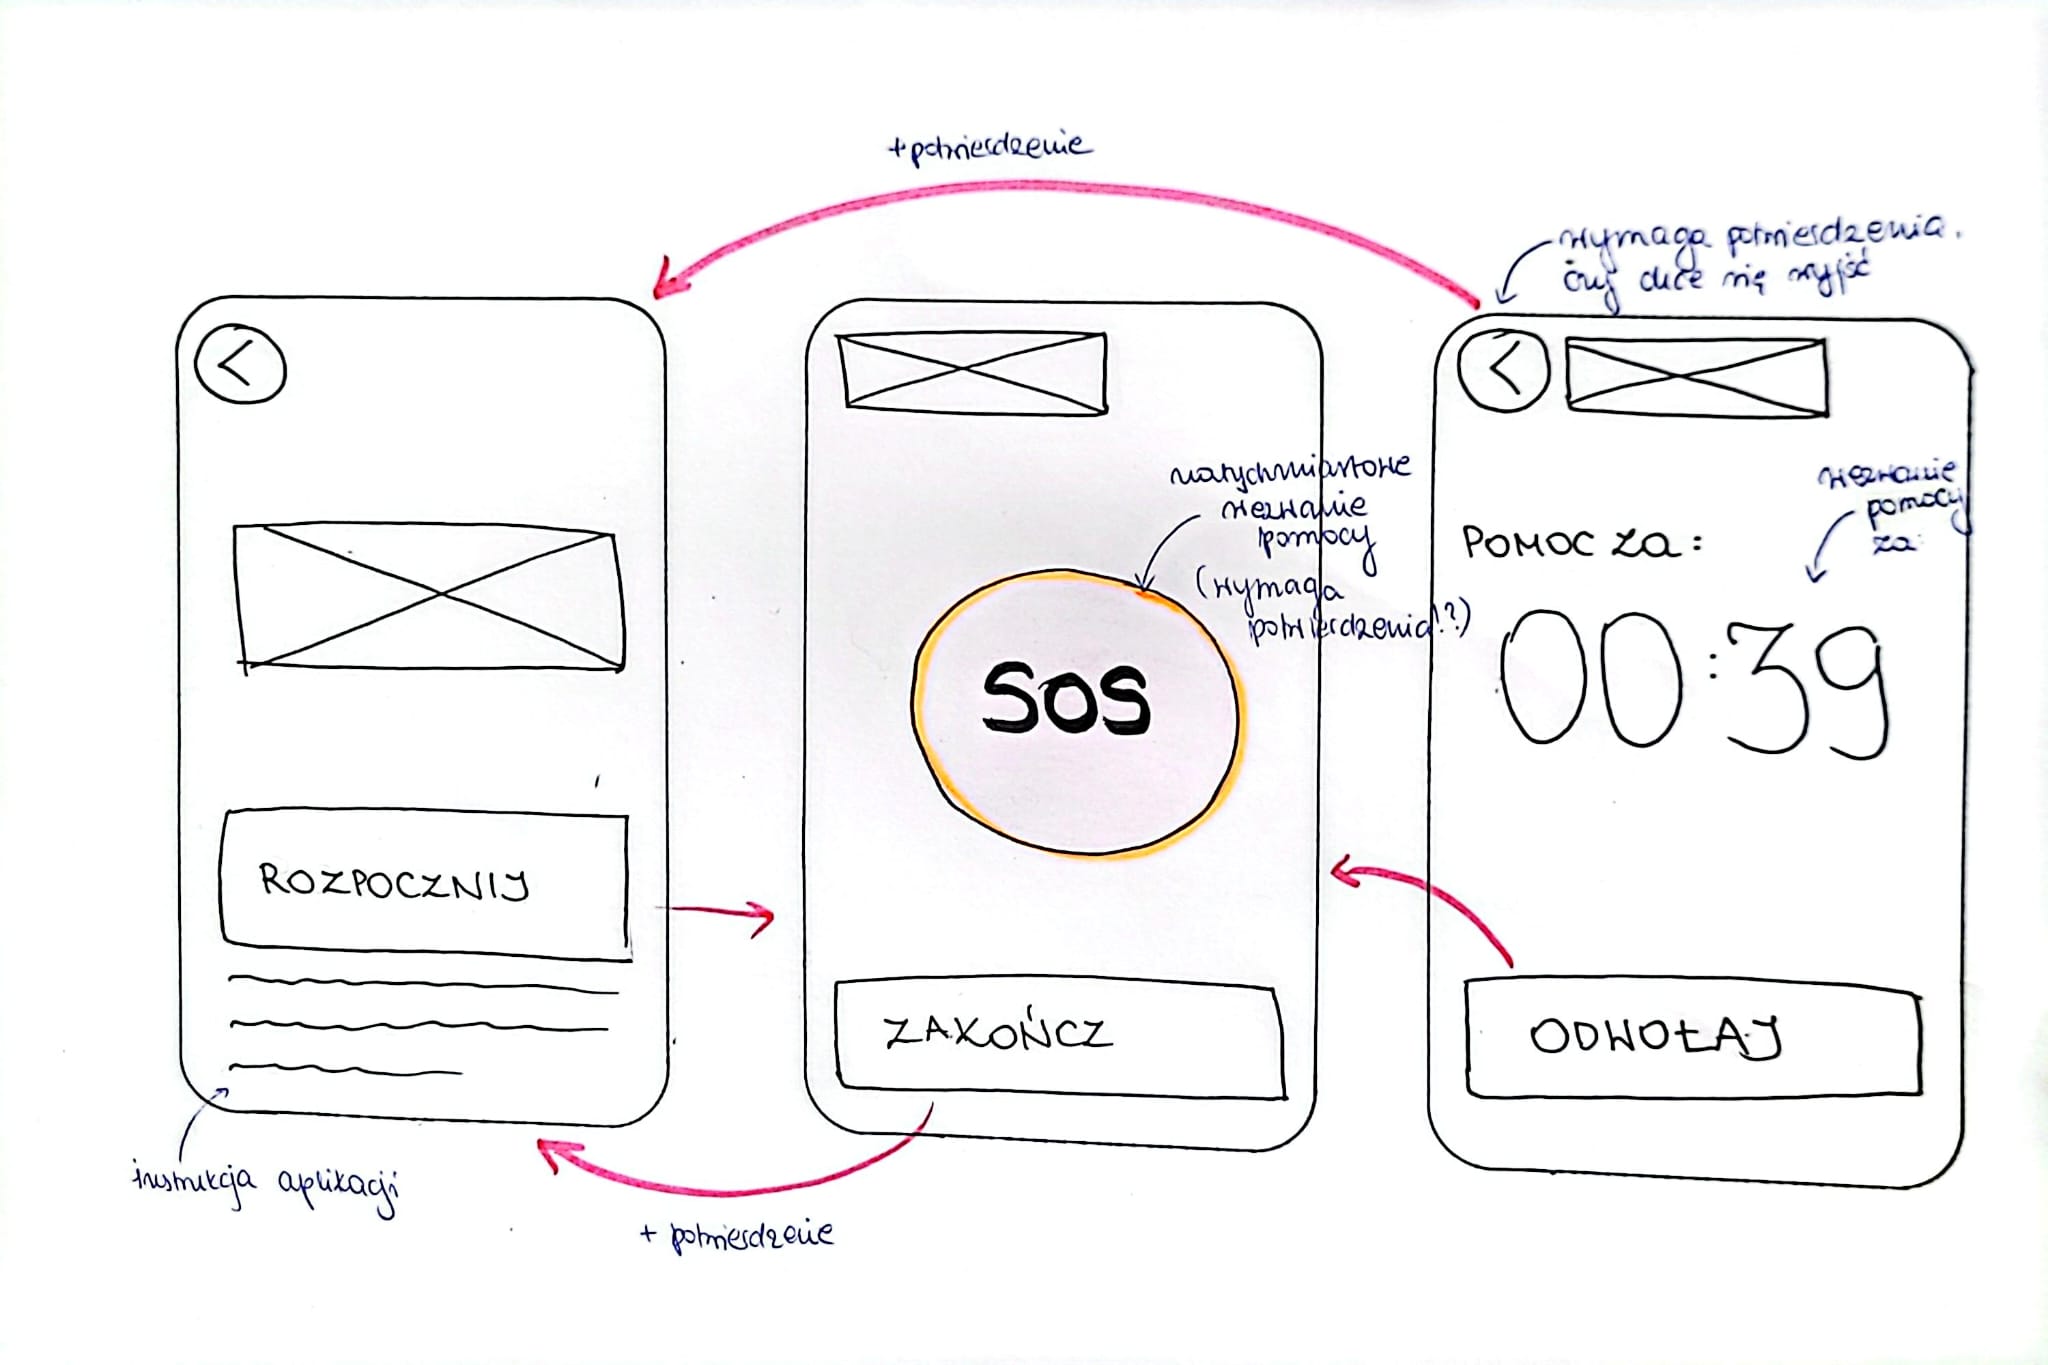 +potwierdzenie
wymaga potwierdzenia.
czy chce się wyjść
natychmiastowe
wezwanie
pomocy
(wymaga
potwierdzenia!?)
wezwanie
pomocy
za:
POMOC ZA:
00:39
SOS
ROZPOCZNIJ
ZAKOŃCZ
ODWOŁAJ
instrukcja aplikacji
+ potwierdzenie